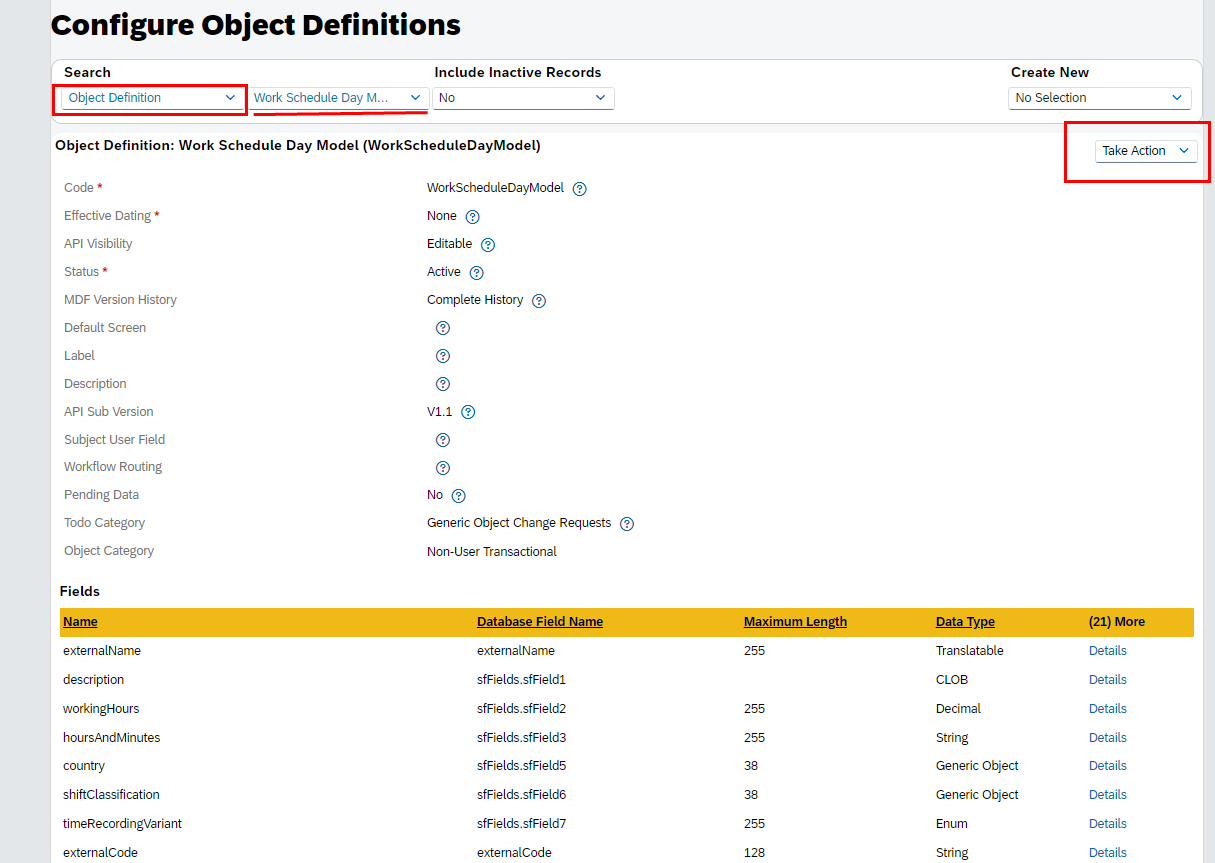 Configure Object Definitions
Search Include Inactive Records Create New
Object Definition Work Schedule Day M... No No Selection
Object Definition: Work Schedule Day Model (WorkScheduleDayModel) Take Action
Code * WorkScheduleDayModel ?
Effective Dating * None ?
API Visibility Editable ?
Status * Active ?
MDF Version History Complete History ?
Default Screen ?
Label ?
Description ?
API Sub Version V1.1 ?
Subject User Field ?
Workflow Routing ?
Pending Data No ?
Todo Category Generic Object Change Requests ?
Object Category Non-User Transactional
Fields
Name Database Field Name Maximum Length Data Type (21) More
externalName externalName 255 Translatable Details
description sfFields.sfField1 CLOB Details
workingHours sfFields.sfField2 255 Decimal Details
hoursAndMinutes sfFields.sfField3 255 String Details
country sfFields.sfField5 38 Generic Object Details
shiftClassification sfFields.sfField6 38 Generic Object Details
timeRecordingVariant sfFields.sfField7 255 Enum Details
externalCode externalCode 128 String Details